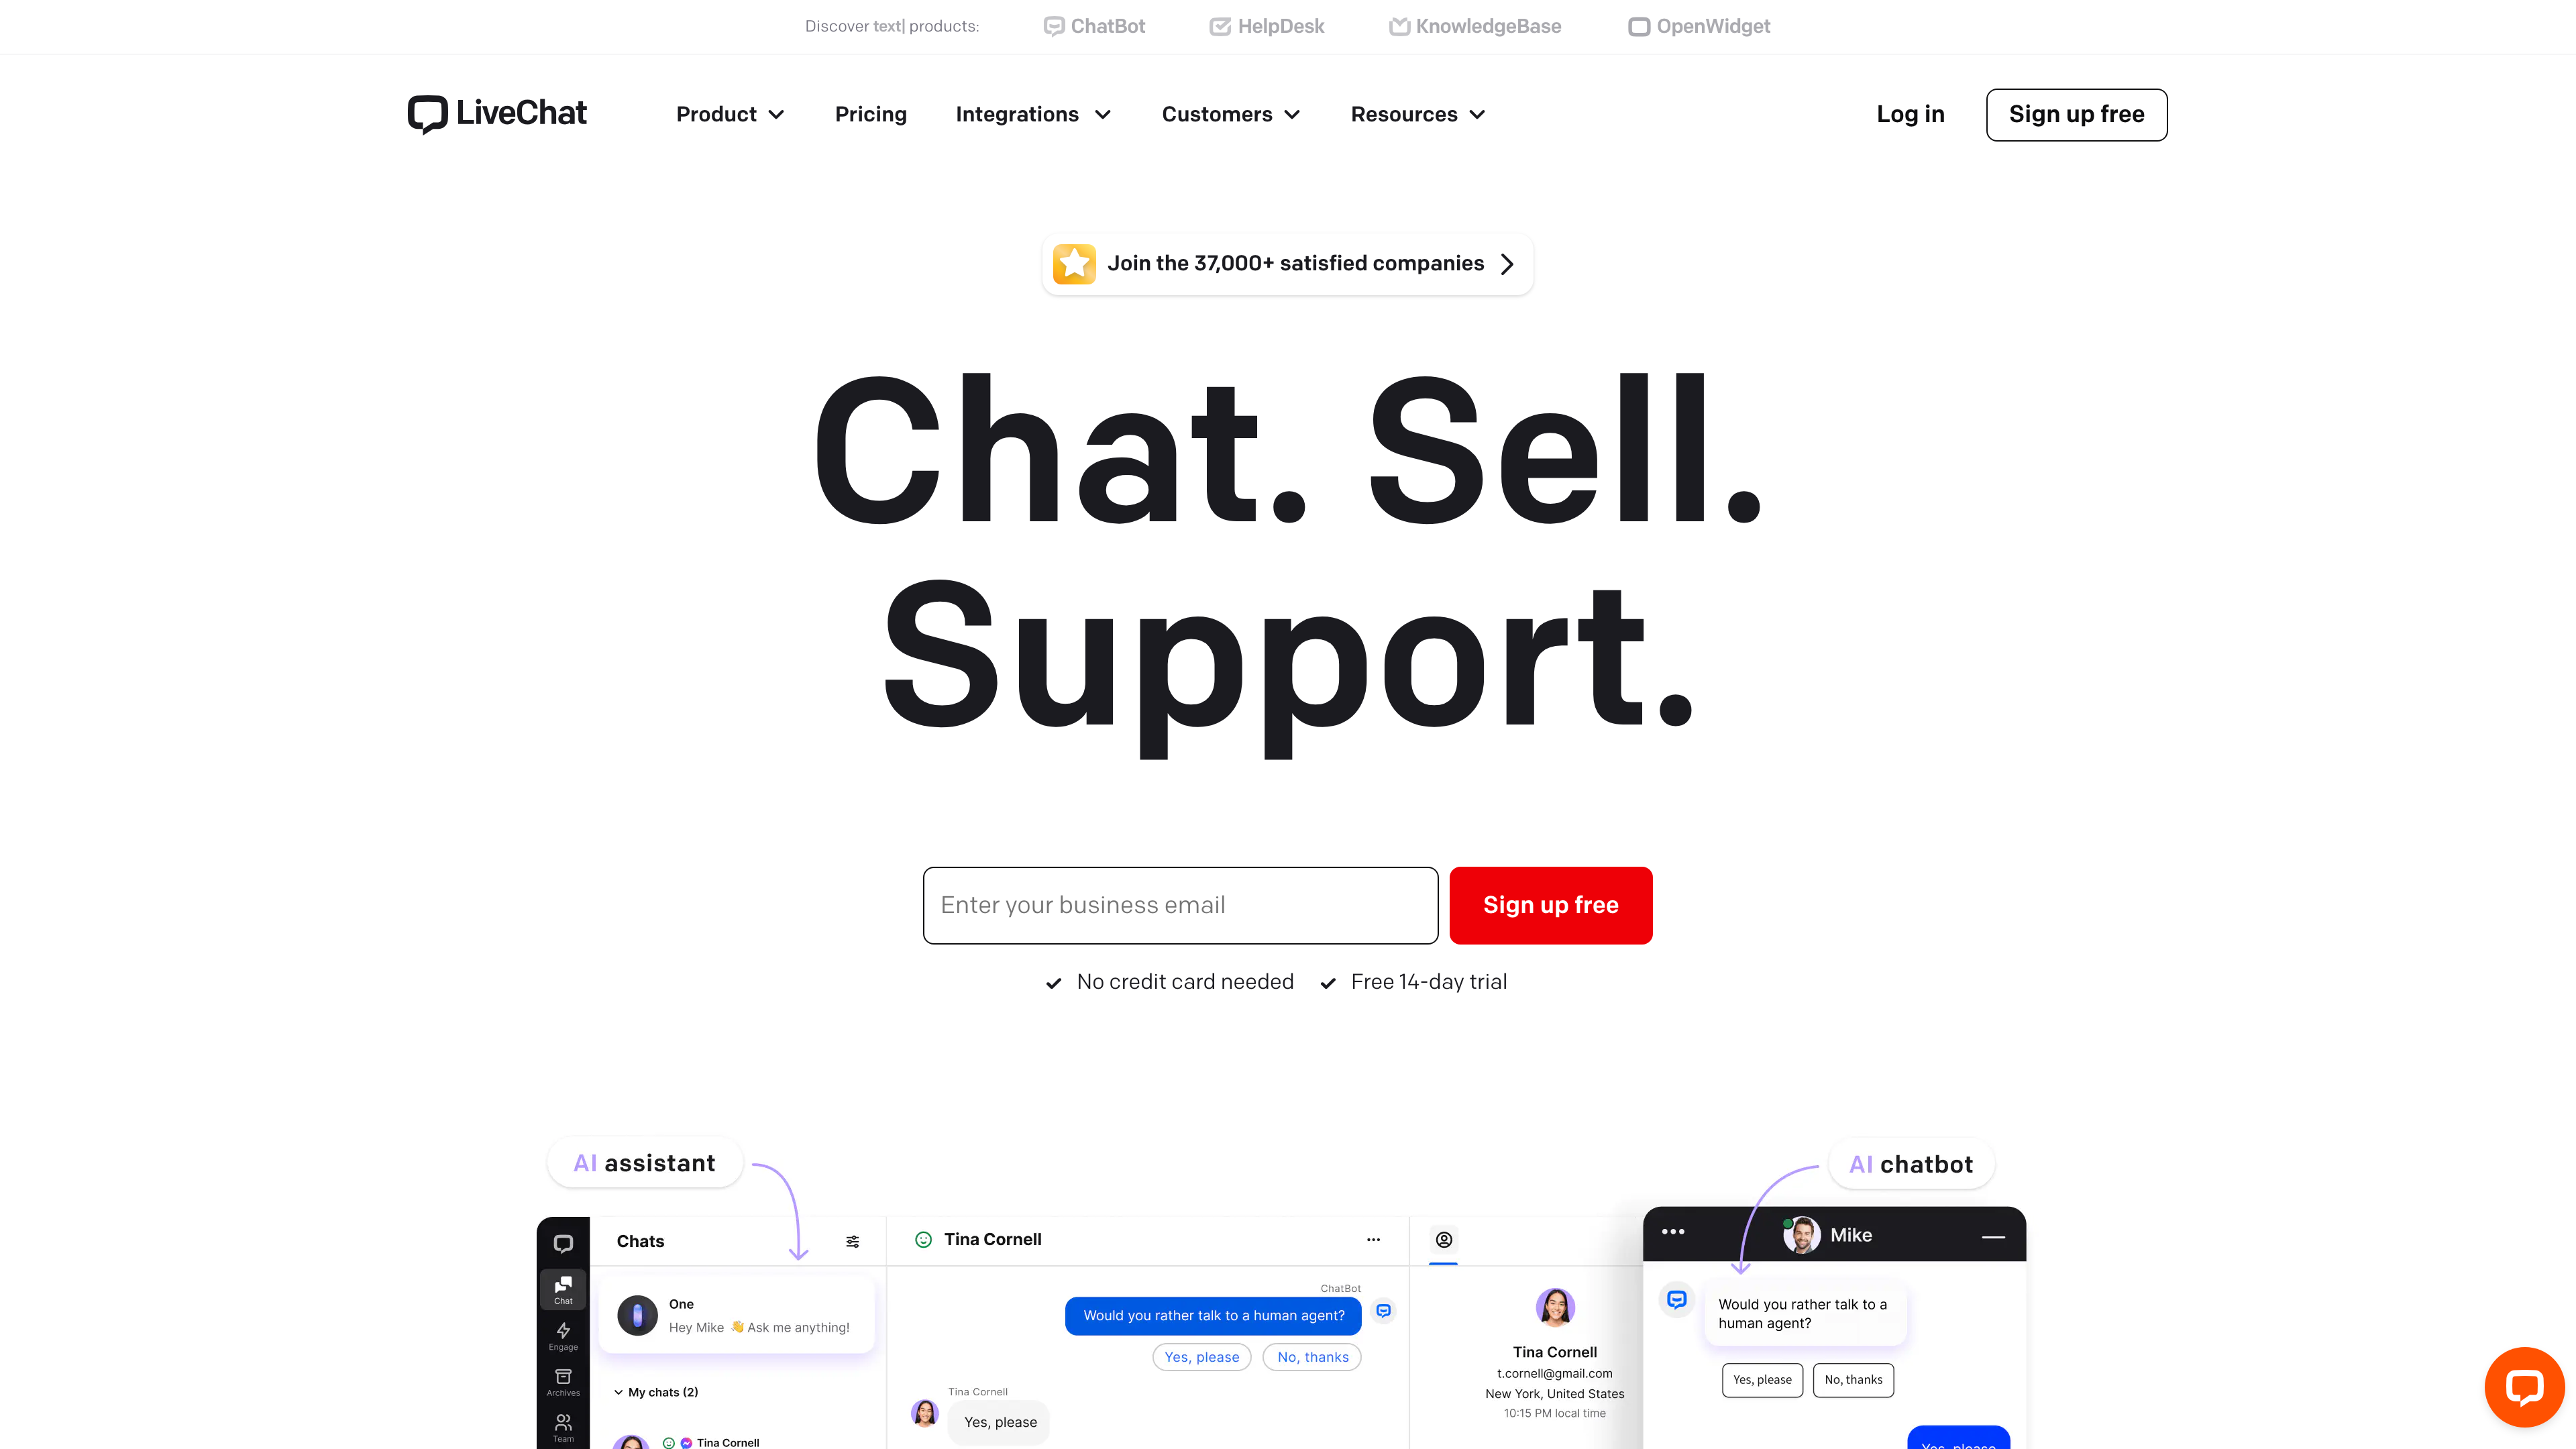 Discover text| products:
ChatBot
HelpDesk
KnowledgeBase
OpenWidget
LiveChat
Product
Pricing
Integrations
Customers
Resources
Log in
Sign up free
Join the 37,000+ satisfied companies
Chat. Sell.
Support.
Enter your business email
Sign up free
No credit card needed
Free 14-day trial
AI assistant
AI chatbot
Chat
Engage
Archives
Team
Chats
One
Hey Mike 👋 Ask me anything!
My chats (2)
Tina Cornell
Tina Cornell
ChatBot
Would you rather talk to a human agent?
Yes, please
No, thanks
Tina Cornell
Yes, please
Tina Cornell
t.cornell@gmail.com
New York, United States
10:15 PM local time
Mike
Would you rather talk to a
human agent?
Yes, please
No, thanks
Yes, please